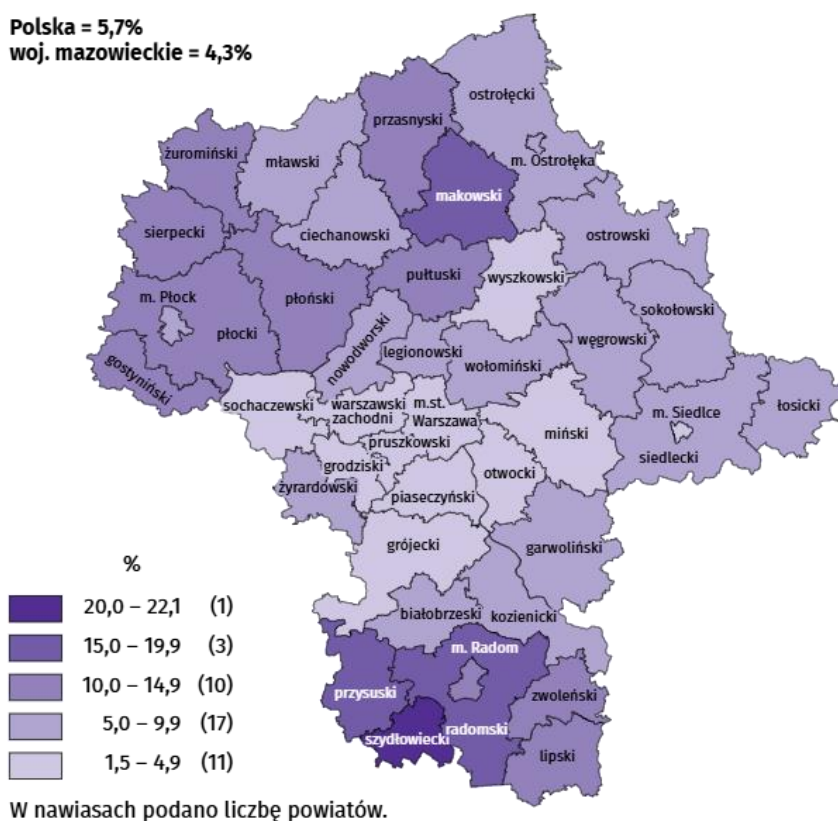 Polska = 5,7%
woj. mazowieckie = 4,3%
ostrołęcki
przasnyski
żuromiński
mławski
m. Ostrołęka
makowski
sierpecki
ciechanowski
ostrowski
wyszkowski
pułtuski
m. Płock
płoński
sokołowski
płocki
nowodworski
węgrowski
legionowski
wołomiński
gostyniński
sochaczewski
warszawski
zachodni
m.st.
Warszawa
m. Siedlce
łosicki
miński
pruszkowski
siedlecki
grodziski
otwocki
żyrardowski
piaseczyński
grójecki
garwoliński
%
20,0 – 22,1 (1)
15,0 – 19,9 (3)
10,0 – 14,9 (10)
5,0 – 9,9 (17)
1,5 – 4,9 (11)
białobrzeski
kozienicki
m. Radom
przysuski
zwoleński
radomski
szydłowiecki
lipski
W nawiasach podano liczbę powiatów.